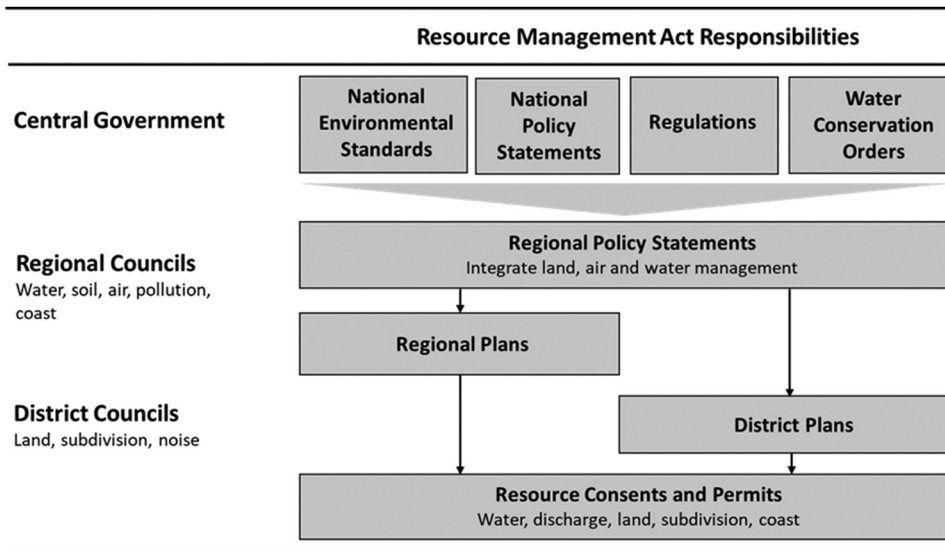 Resource Management Act Responsibilities
Central Government
National
Environmental
Standards
National
Policy
Statements
Regulations
Water
Conservation
Orders
Regional Policy Statements
Integrate land, air and water management
Regional Councils
Water, soil, air, pollution,
coast
Regional Plans
District Councils
Land, subdivision, noise
District Plans
Resource Consents and Permits
Water, discharge, land, subdivision, coast